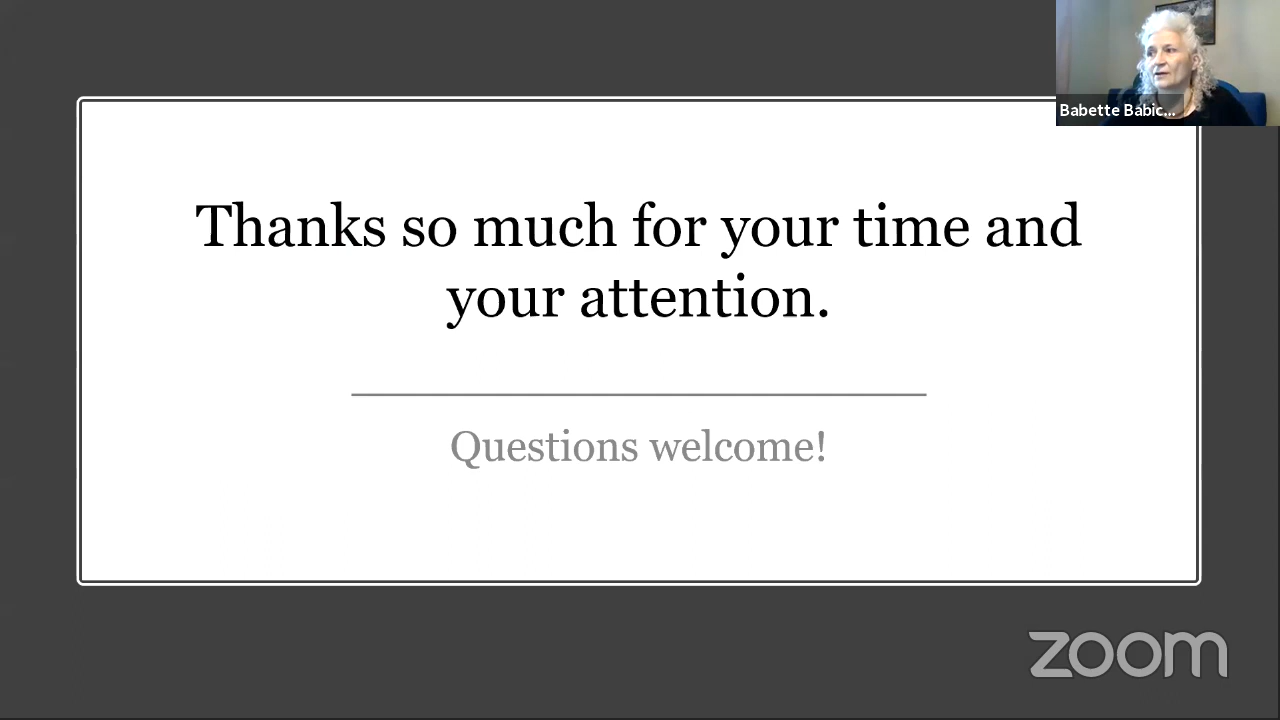 Babette Babic...
Thanks so much for your time and
your attention.
Questions welcome!
zoom